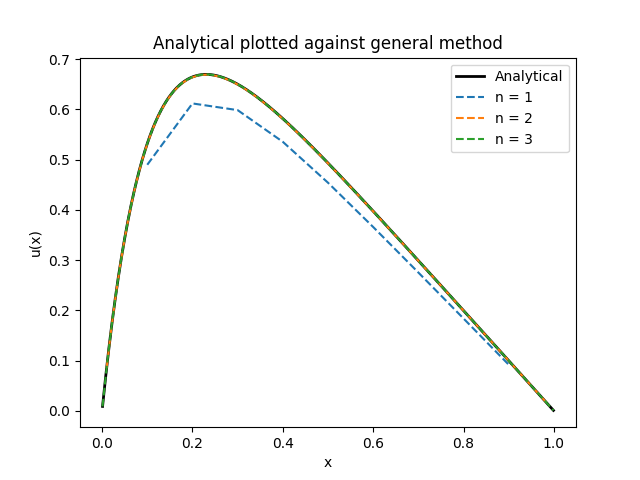 Analytical plotted against general method
0.7
0.6
0.5
0.4
0.3
0.2
0.1
0.0
u(x)
Analytical
n = 1
n = 2
n = 3
0.0 0.2 0.4 0.6 0.8 1.0
x